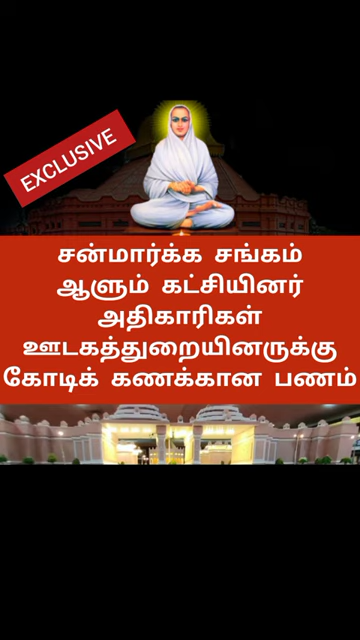 EXCLUSIVE
சன்மார்க்க சங்கம்
ஆளும் கட்சியினர்
அதிகாரிகள்
ஊடகத்துறையினருக்கு
கோடிக் கணக்கான பணம்